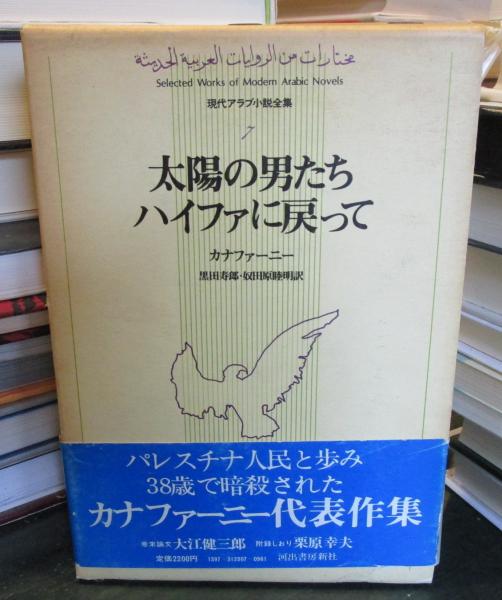 مختارات من الروايات العربية الحديثة
Selected Works of Modern Arabic Novels
現代アラブ小説全集
7
太陽の男たち
ハイファに戻って
カナファーニー
黒田寿郎・奴田原睦明訳
パレスチナ人民と歩み
38歳で暗殺された
カナファーニー代表作集
巻末論文 大江健三郎 附録しおり 栗原幸夫
定価2200円 1397-312307-0961 河出書房新社